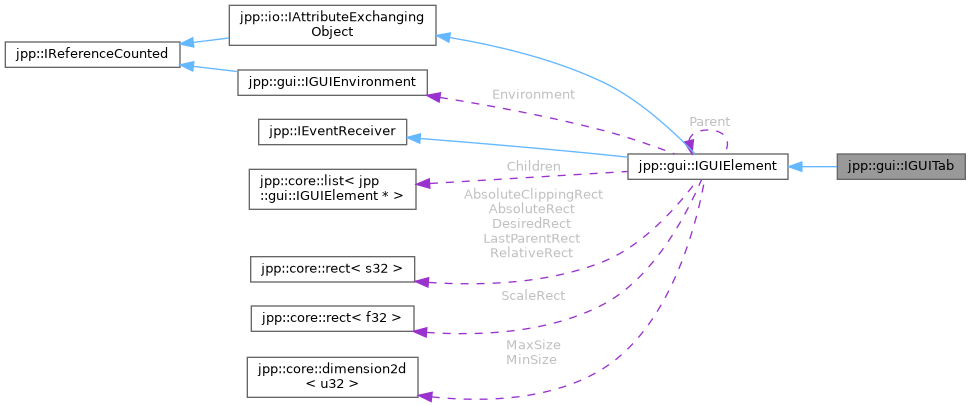 jpp::io::IAttributeExchanging
Object
jpp::IReferenceCounted
jpp::gui::IGUIEnvironment
Environment
jpp::IEventReceiver
Parent
jpp::gui::IGUIElement
jpp::gui::IGUITab
Children
jpp::core::list< jpp
::gui::IGUIElement * >
AbsoluteClippingRect
AbsoluteRect
DesiredRect
LastParentRect
RelativeRect
jpp::core::rect< s32 >
ScaleRect
jpp::core::rect< f32 >
MaxSize
MinSize
jpp::core::dimension2d
< u32 >